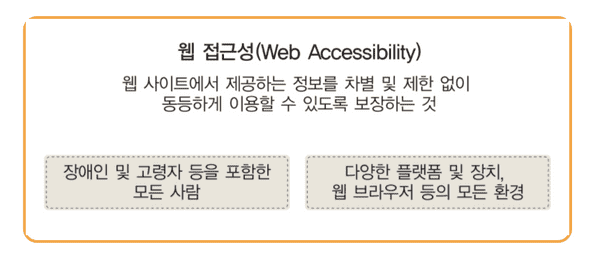 웹 접근성(Web Accessibility)
웹 사이트에서 제공하는 정보를 차별 및 제한 없이
동등하게 이용할 수 있도록 보장하는 것
장애인 및 고령자 등을 포함한
모든 사람
다양한 플랫폼 및 장치,
웹 브라우저 등의 모든 환경